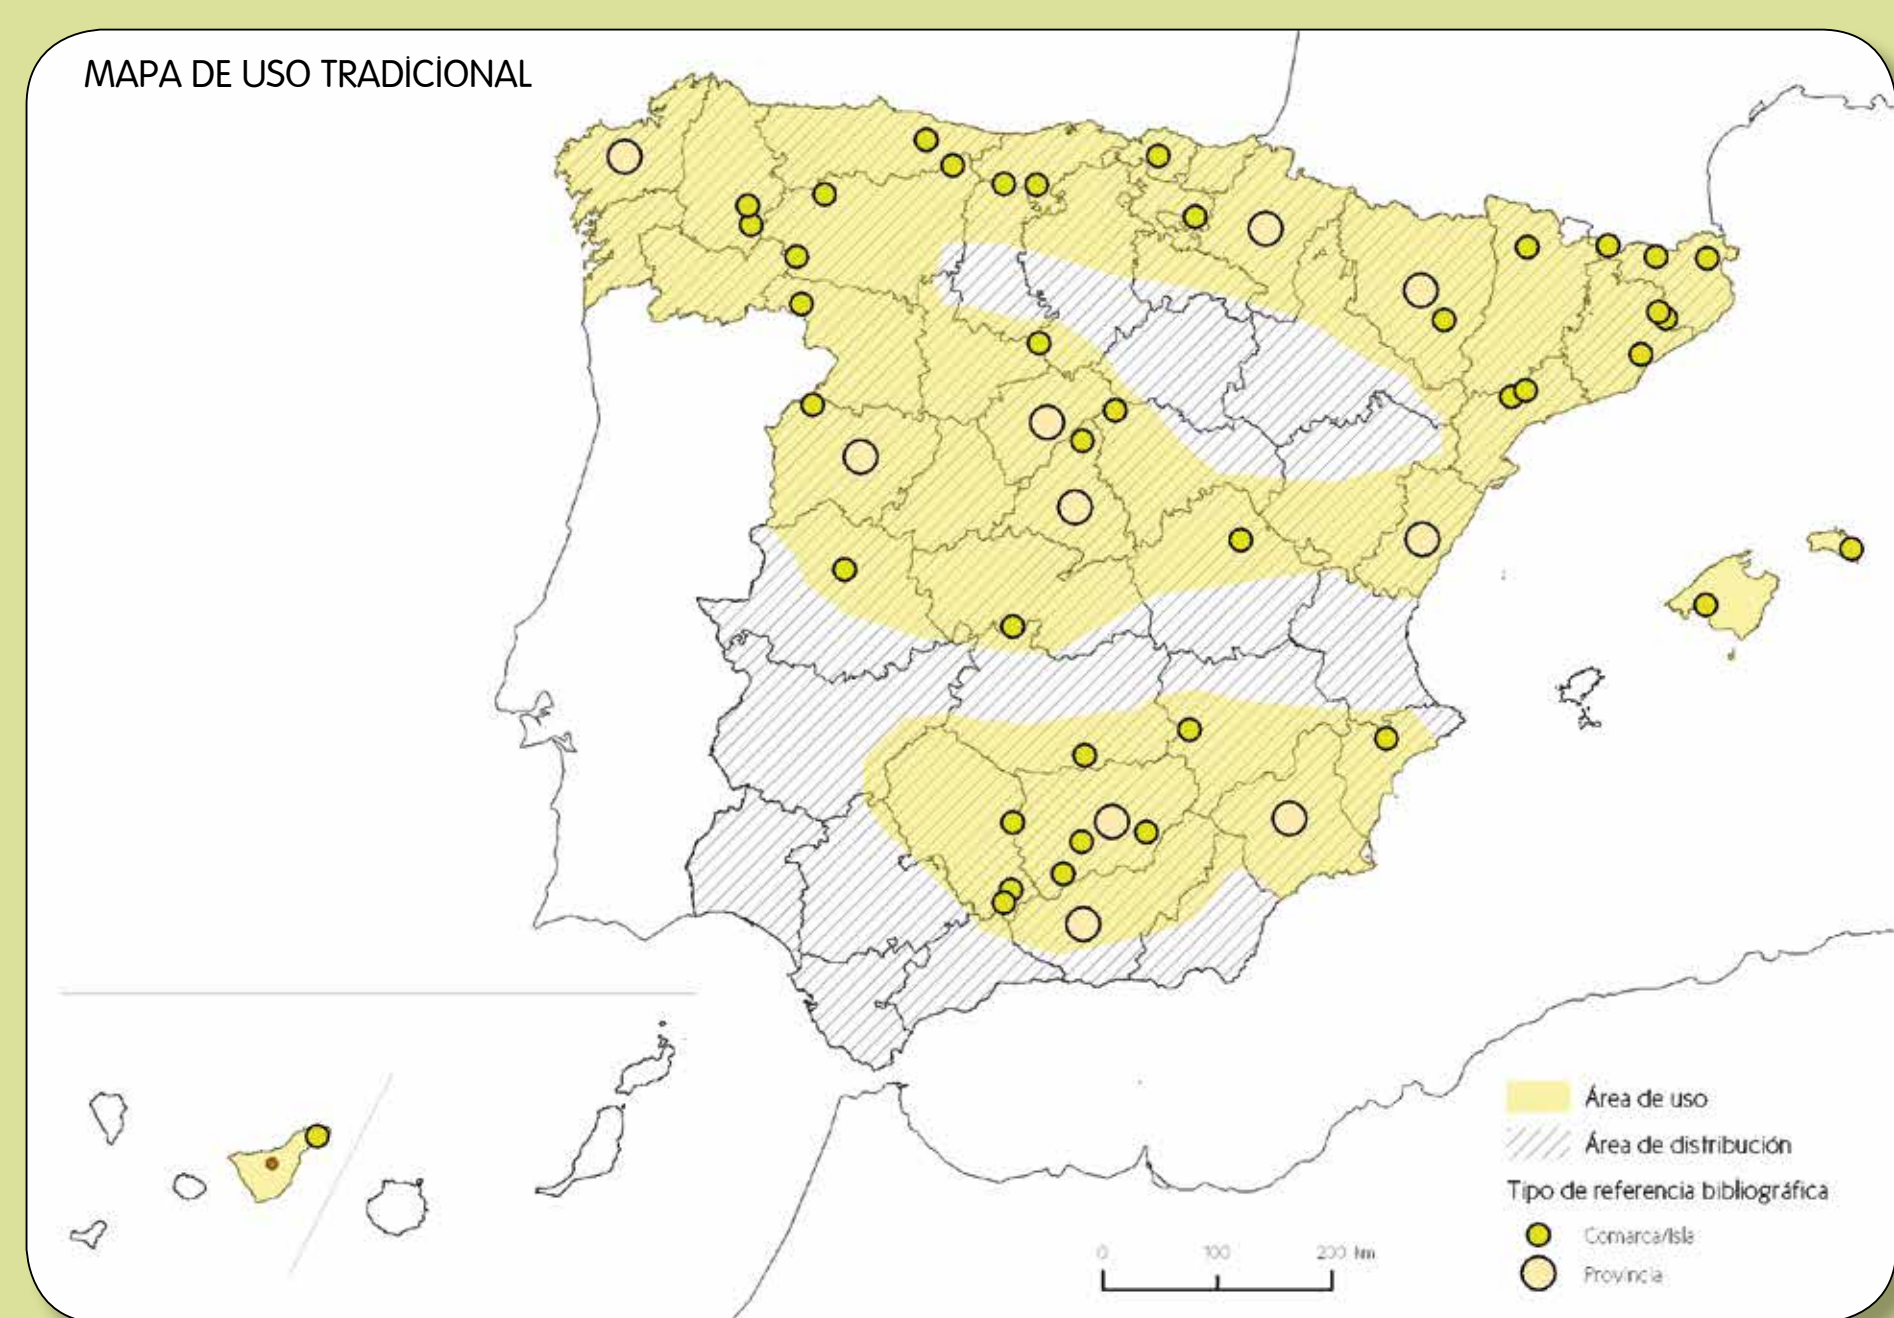 MAPA DE USO TRADICIONAL
Área de uso
Área de distribución
Tipo de referencia bibliográfica
Comarca/Isla
Provincia
0 100 200 km